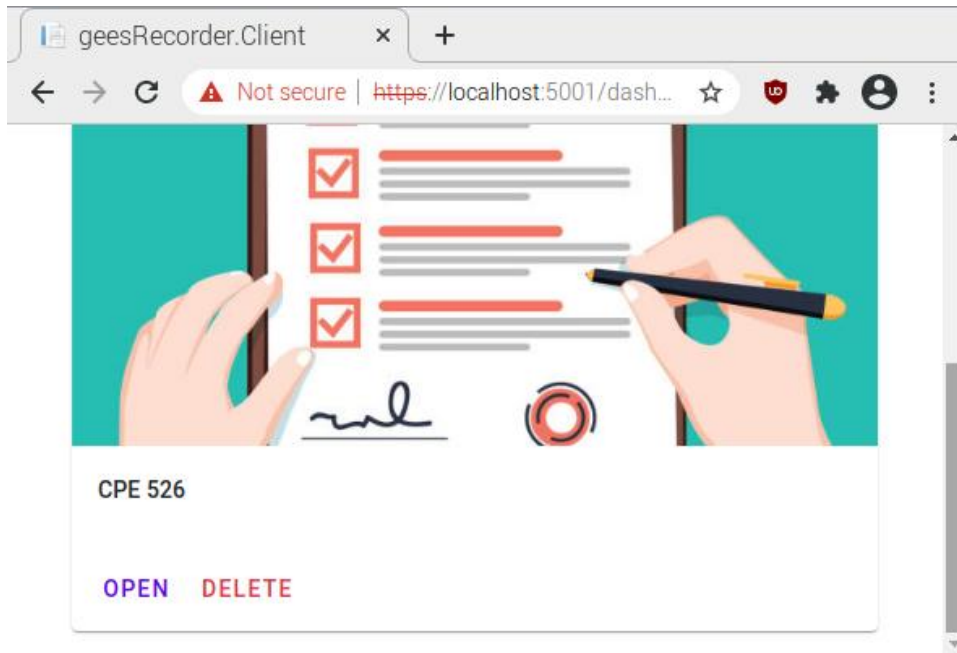 geesRecorder.Client
Not secure | https://localhost:5001/dash...
CPE 526
OPEN DELETE